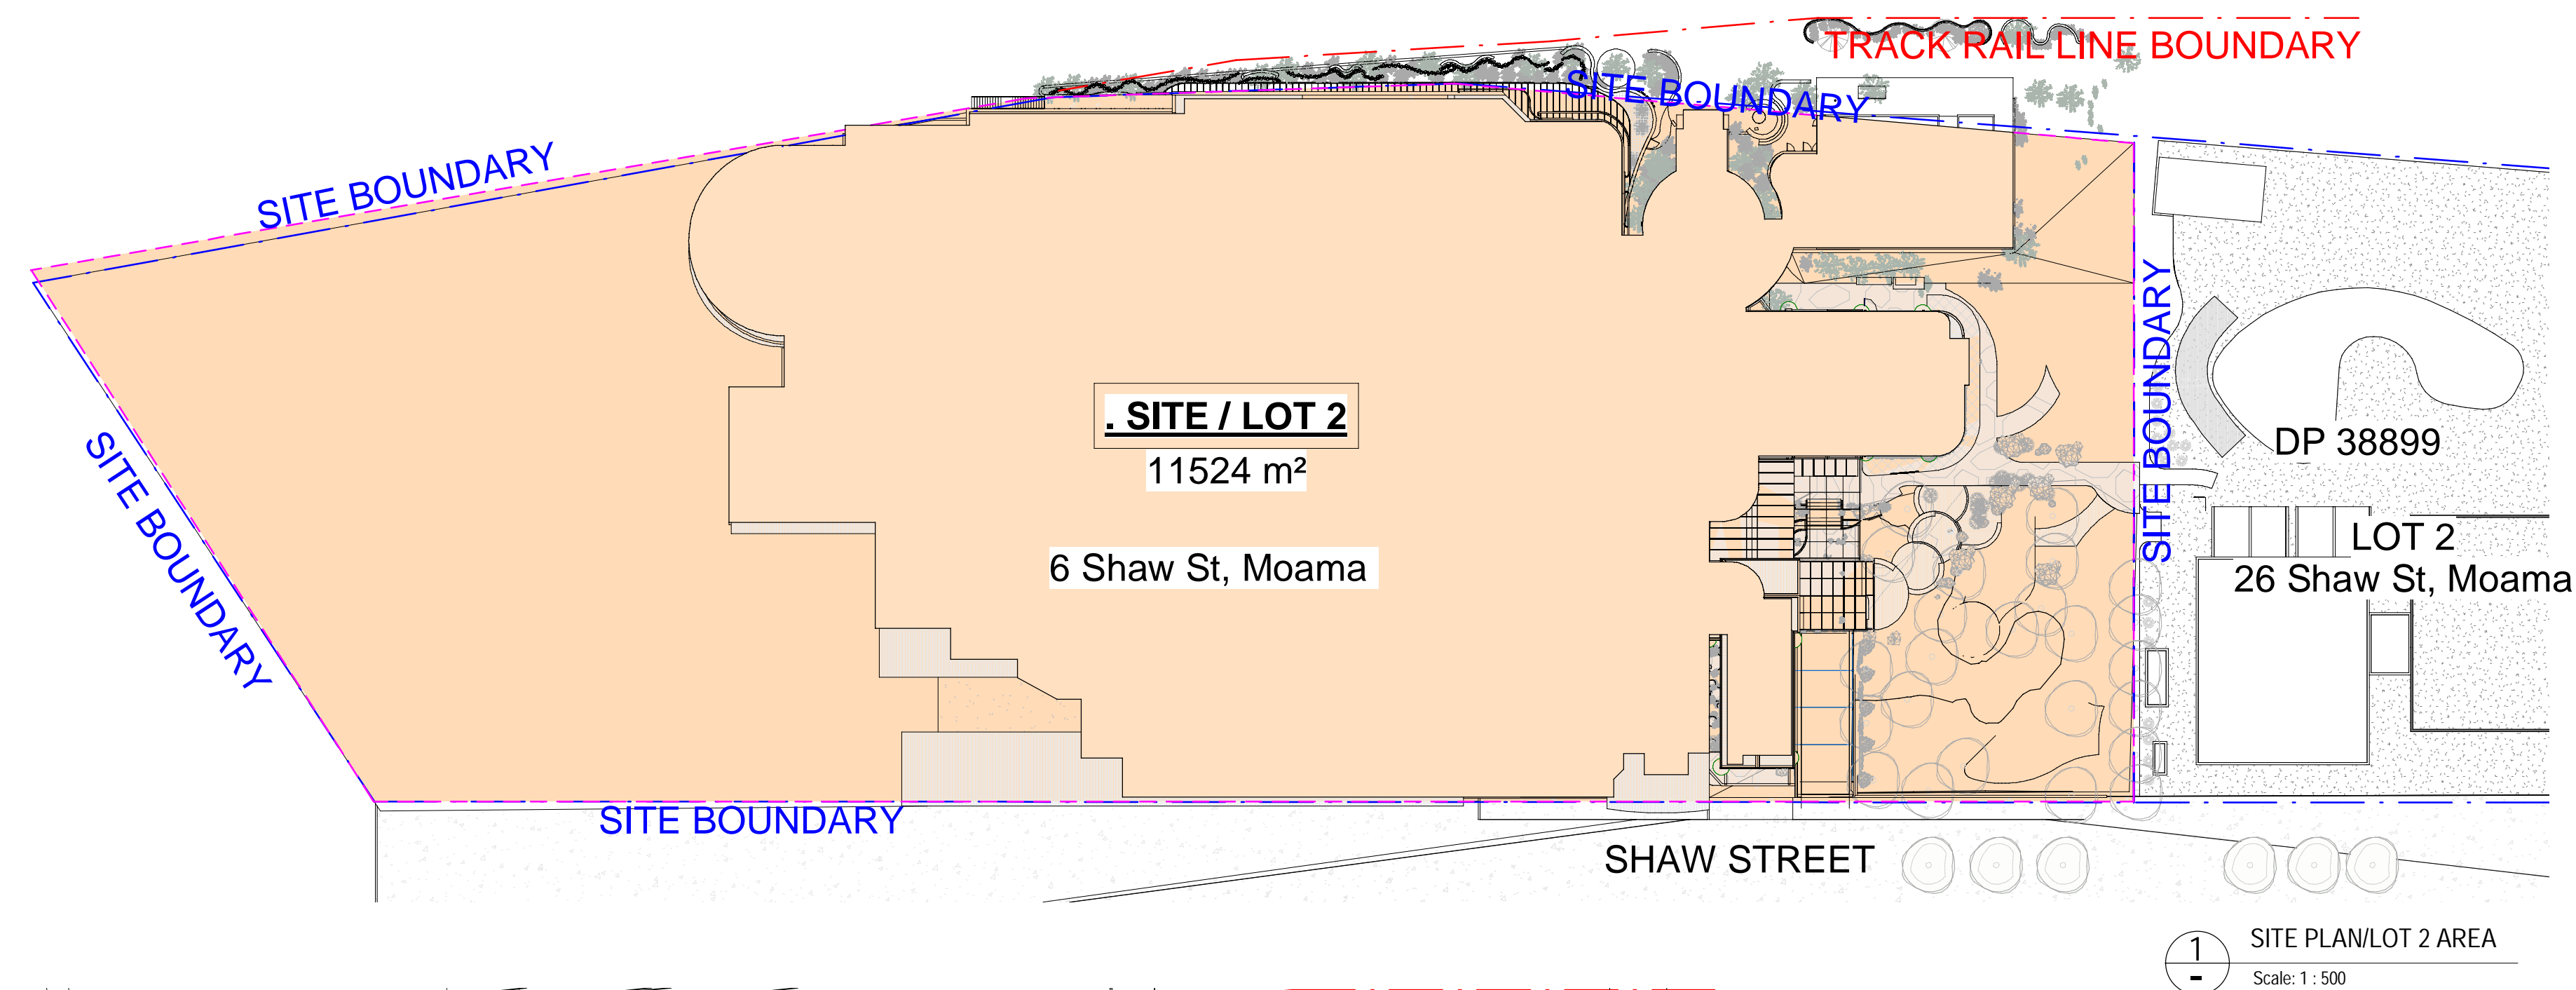 TRACK RAIL LINE BOUNDARY
SITE BOUNDARY
SITE BOUNDARY
SITE BOUNDARY
. SITE / LOT 2
11524 m²
6 Shaw St, Moama
SITE BOUNDARY
DP 38899
LOT 2
26 Shaw St, Moama
SITE BOUNDARY
SHAW STREET
1
-
SITE PLAN/LOT 2 AREA
Scale: 1 : 500